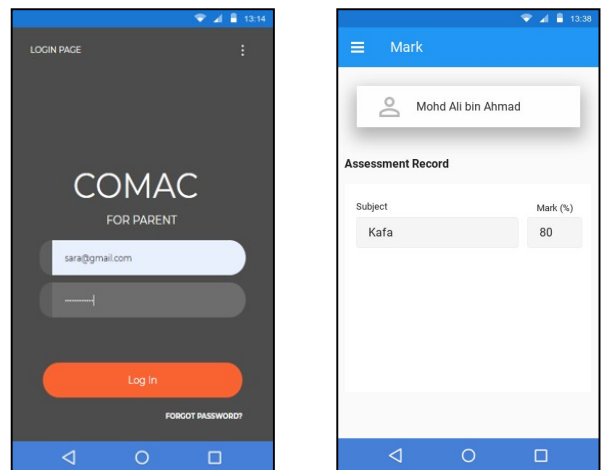 13:14
LOGIN PAGE
COMAC
FOR PARENT
sara@gmail.com
Log In
FORGOT PASSWORD?
13:38
Mark
Mohd Ali bin Ahmad
Assessment Record
Subject Mark (%)
Kafa 80